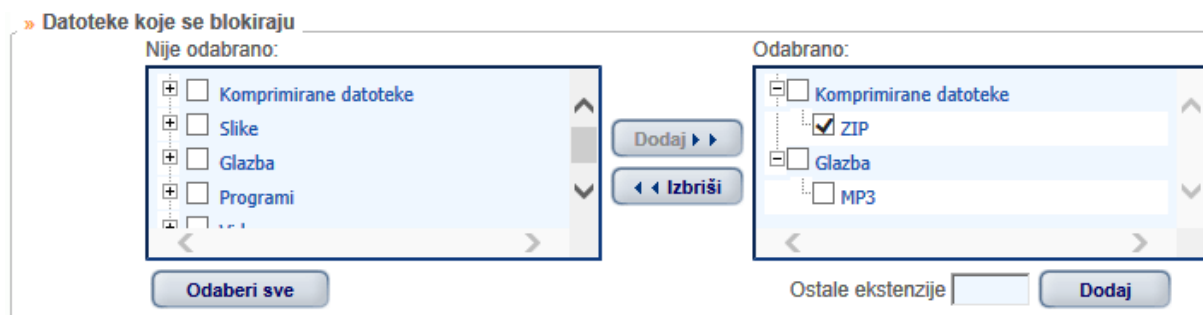 » Datoteke koje se blokiraju
Nije odabrano:
Komprimirane datoteke
Slike
Glazba
Programi
Dodaj
Izbriši
Odabrano:
Komprimirane datoteke
ZIP
Glazba
MP3
Odaberi sve
Ostale ekstenzije
Dodaj